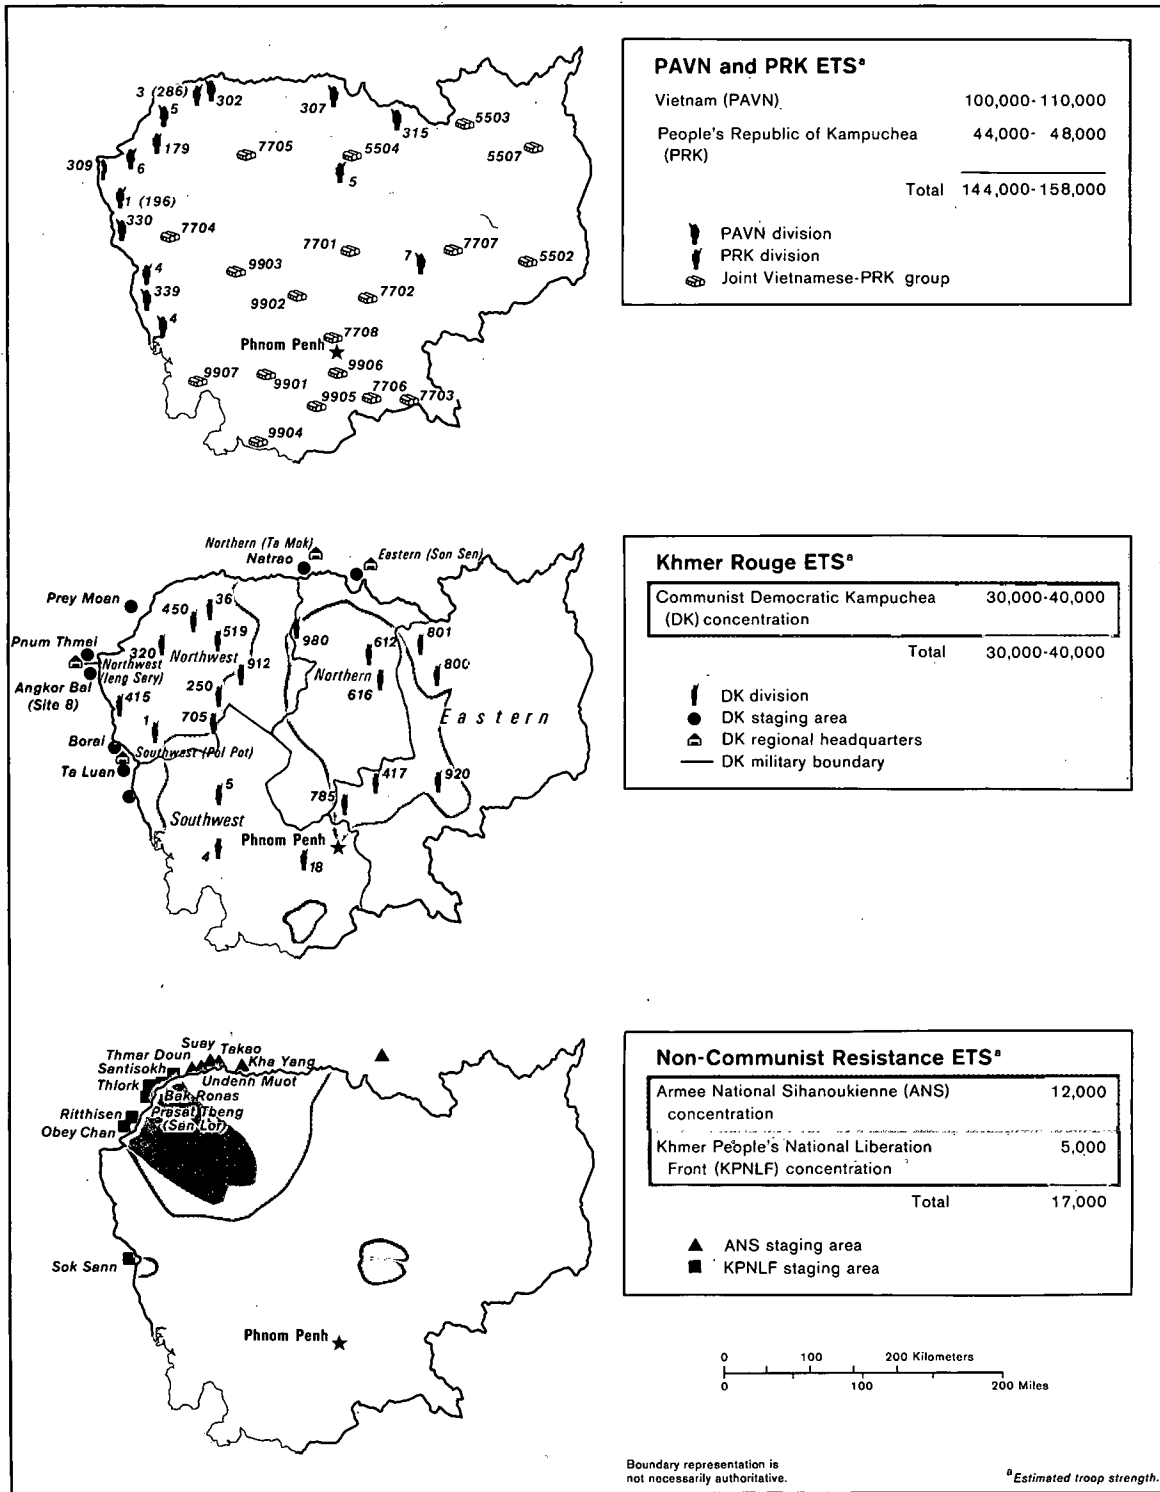 3 (286)
302
5
307
315
5503
179
7705
5504
5507
309
6
5
1 (196)
330
7704
7701
7707
7
5502
4
9903
339
9902
7702
4
7708
Phnom Penh
9907
9901
9906
9905
7706
7703
9904
PAVN and PRK ETSᵃ
Vietnam (PAVN) 100,000-110,000
People's Republic of Kampuchea 44,000- 48,000
(PRK)
Total 144,000-158,000
PAVN division
PRK division
Joint Vietnamese-PRK group
Northern (Ta Mok)
Natrao
Eastern (Son Sen)
Prey Moan
450
36
519
980
612
801
Pnum Thmei
320
Northwest
Northwest
(Ieng Sary)
912
Northern
616
800
Angkor Bai
(Site 8)
415
250
1
705
Eastern
Borai
Southwest (Pol Pot)
Ta Luan
5
417
920
785
Southwest
Phnom Penh
4
18
Khmer Rouge ETSᵃ
Communist Democratic Kampuchea 30,000-40,000
(DK) concentration
Total 30,000-40,000
DK division
DK staging area
DK regional headquarters
DK military boundary
Suay
Takao
Thmar Doun
Kha Yang
Santisokh
Undenn Muot
Thlork
Bak Ronas
Ritthisen
Prasat Tbeng
(San Lor)
Obey Chan
Sok Sann
Phnom Penh
Non-Communist Resistance ETSᵃ
Armee National Sihanoukienne (ANS) 12,000
concentration
Khmer People's National Liberation 5,000
Front (KPNLF) concentration
Total 17,000
ANS staging area
KPNLF staging area
0 100 200 Kilometers
0 100 200 Miles
Boundary representation is
not necessarily authoritative.
ᵃEstimated troop strength.